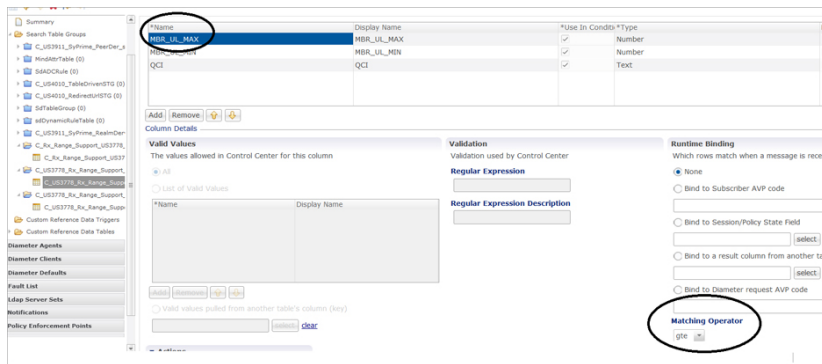 Summary
Search Table Groups
C_US3911_SyPrime_PeerDer_s
MindAttrTable (0)
SdADCRule (0)
C_US4010_TableDrivenSTG (0)
C_US4010_RedirectUrlSTG (0)
SdTableGroup (0)
sdDynamicRuleTable (0)
C_US3911_SyPrime_RealmDer
C_Rx_Range_Support_US3778_
C_Rx_Range_Support_US37
C_US3778_Rx_Range_Support_
C_US3778_Rx_Range_Supp
C_US3778_Rx_Range_Support_
C_US3778_Rx_Range_Supp
Custom Reference Data Triggers
Custom Reference Data Tables
Diameter Agents
Diameter Clients
Diameter Defaults
Fault List
Ldap Server Sets
Notifications
Policy Enforcement Points
*Name Display Name *Use In Conditi *Type
MBR_UL_MAX MBR_UL_MAX Number
MBR_UL_MIN MBR_UL_MIN Number
QCI QCI Text
Add Remove
Column Details
Valid Values
The values allowed in Control Center for this column
All
List of Valid Values
*Name Display Name
Add Remove
Valid values pulled from another table's column (key)
select clear
Actions
Validation
Validation used by Control Center
Regular Expression
Regular Expression Description
Runtime Binding
Which rows match when a message is rece
None
Bind to Subscriber AVP code
Bind to Session/Policy State Field
select
Bind to a result column from another ta
select
Bind to Diameter request AVP code
Matching Operator
gte